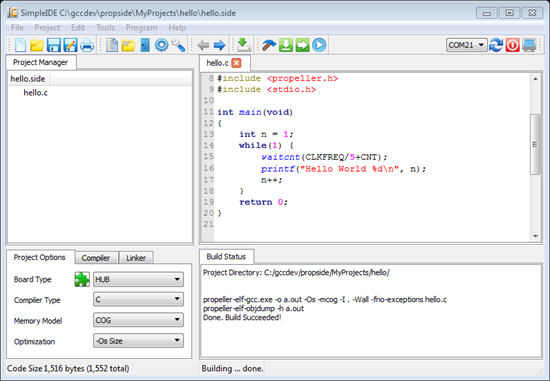 SimpleIDE C:\gccdev\propside\MyProjects\hello\hello.side
File Project Edit Tools Program Help
COM21
Project Manager
hello.side
hello.c
hello.c
8 #include <propeller.h>
9 #include <stdio.h>
10
11 int main(void)
12 {
13 int n = 1;
14 while(1) {
15 waitcnt(CLKFREQ/5+CNT);
16 printf("Hello World %d\n", n);
17 n++;
18 }
19 return 0;
20 }
21
Project Options Compiler Linker
Board Type HUB
Compiler Type C
Memory Model COG
Optimization -Os Size
Build Status
Project Directory: C:/gccdev/propside/MyProjects/hello/
propeller-elf-gcc.exe -o a.out -Os -mcog -I . -Wall -fno-exceptions hello.c
propeller-elf-objdump -h a.out
Done. Build Succeeded!
Code Size 1,516 bytes (1,552 total)
Building ... done.